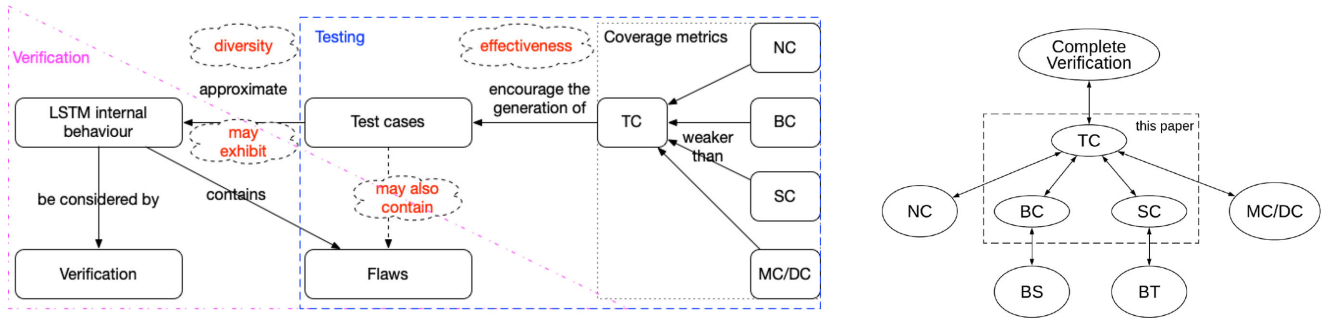 Verification
diversity
Testing
effectiveness
Coverage metrics
NC
approximate
encourage the
generation of
LSTM internal
behaviour
Test cases
TC
BC
may
exhibit
weaker
than
be considered by
contains
may also
contain
SC
Verification
Flaws
MC/DC
Complete
Verification
this paper
TC
NC
BC
SC
MC/DC
BS
BT